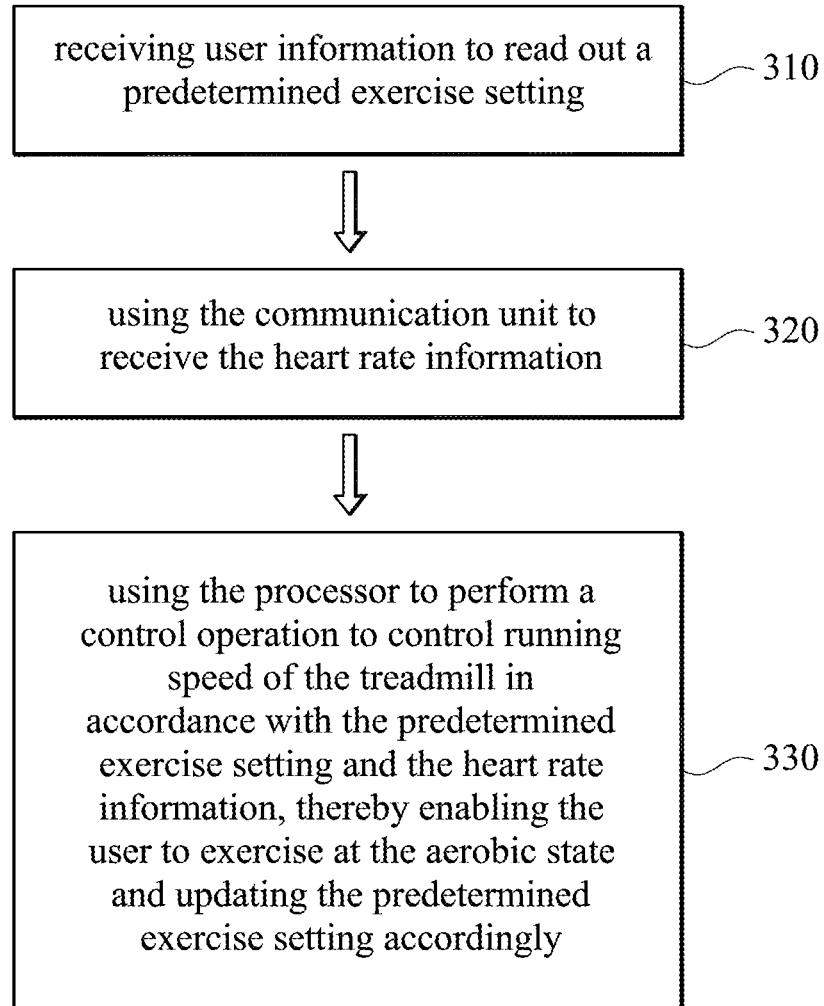 receiving user information to read out a
predetermined exercise setting
310
using the communication unit to
receive the heart rate information
320
using the processor to perform a
control operation to control running
speed of the treadmill in
accordance with the predetermined
exercise setting and the heart rate
information, thereby enabling the
user to exercise at the aerobic state
and updating the predetermined
exercise setting accordingly
330